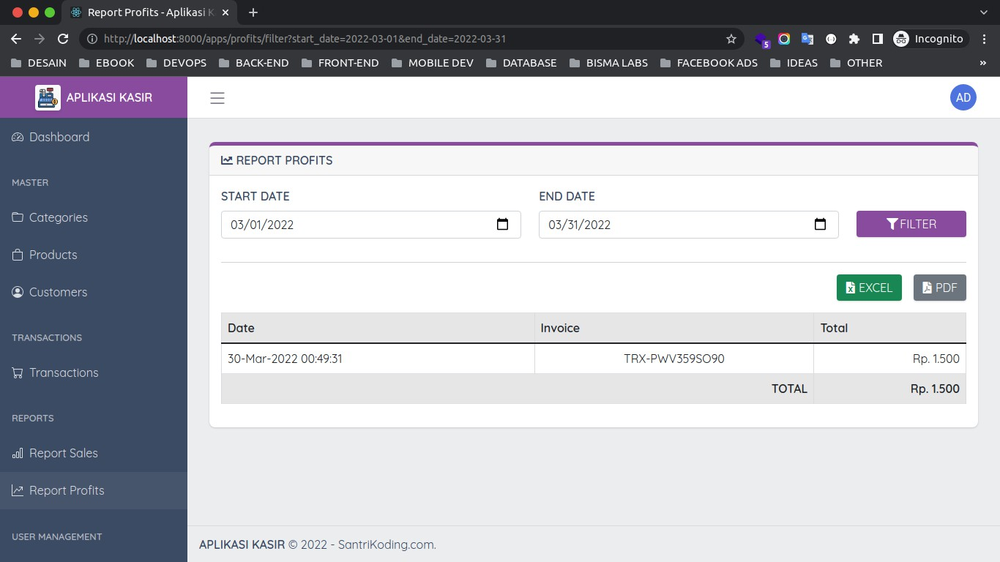 Report Profits - Aplikasi K
http://localhost:8000/apps/profits/filter?start_date=2022-03-01&end_date=2022-03-31
5
Incognito
DESAIN EBOOK DEVOPS BACK-END FRONT-END MOBILE DEV DATABASE BISMA LABS FACEBOOK ADS IDEAS OTHER »
APLIKASI KASIR
AD
Dashboard
MASTER
Categories
Products
Customers
TRANSACTIONS
Transactions
REPORTS
Report Sales
Report Profits
USER MANAGEMENT
REPORT PROFITS
START DATE END DATE
03/01/2022 03/31/2022 FILTER
EXCEL PDF
Date Invoice Total
30-Mar-2022 00:49:31 TRX-PWV359SO90 Rp. 1.500
TOTAL Rp. 1.500
APLIKASI KASIR © 2022 - SantriKoding.com.